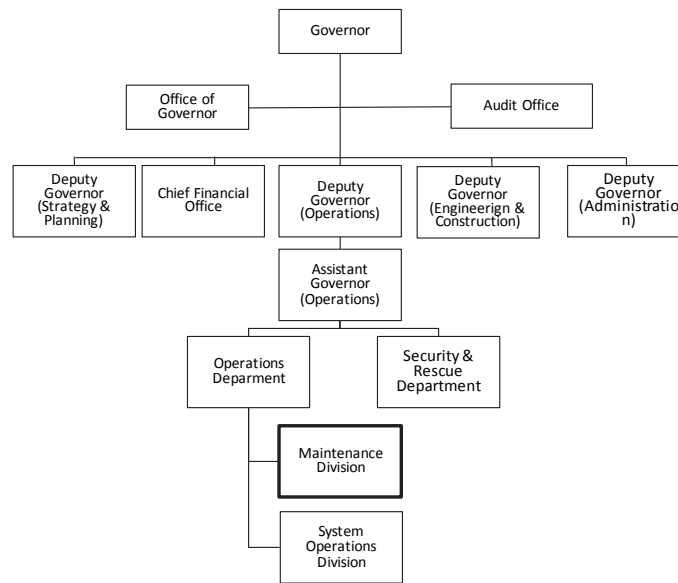 Governor
Office of
Governor
Audit Office
Deputy
Governor
(Strategy &
Planning)
Chief Financial
Office
Deputy
Governor
(Operations)
Deputy
Governor
(Engineerign &
Construction)
Deputy
Governor
(Administratio
n)
Assistant
Governor
(Operations)
Operations
Deparment
Security &
Rescue
Department
Maintenance
Division
System
Operations
Division